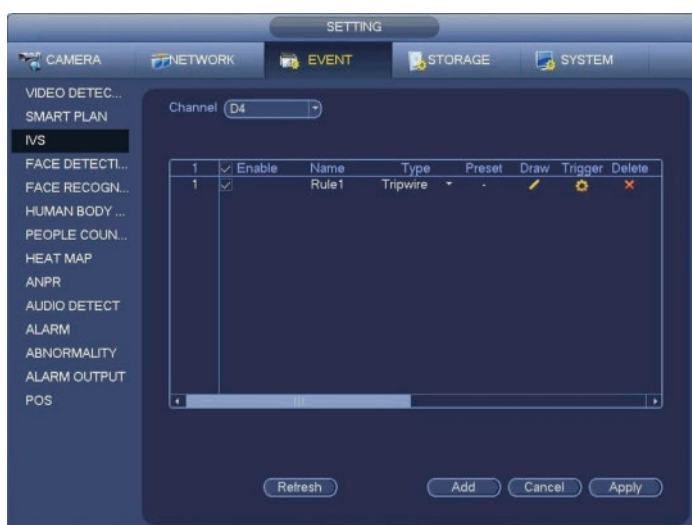 SETTING
CAMERA NETWORK EVENT STORAGE SYSTEM
VIDEO DETEC...
SMART PLAN
IVS
FACE DETECTI...
FACE RECOGN...
HUMAN BODY ...
PEOPLE COUN...
HEAT MAP
ANPR
AUDIO DETECT
ALARM
ABNORMALITY
ALARM OUTPUT
POS
Channel D4
1 Enable Name Type Preset Draw Trigger Delete
1 Rule1 Tripwire -
Refresh Add Cancel Apply